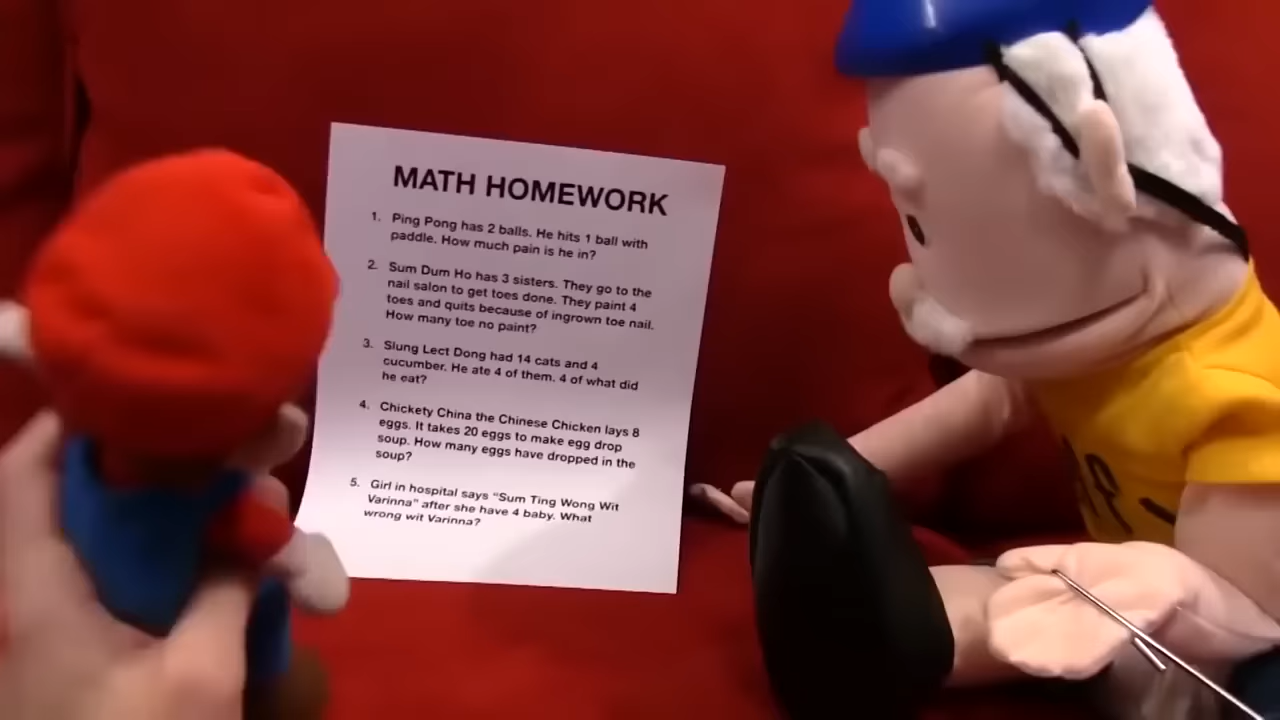 MATH HOMEWORK
1. Ping Pong has 2 balls. He hits 1 ball with
paddle. How much pain is he in?
2. Sum Dum Ho has 3 sisters. They go to the
nail salon to get toes done. They paint 4
toes and quits because of ingrown toe nail.
How many toe no paint?
3. Slung Lect Dong had 14 cats and 4
cucumber. He ate 4 of them. 4 of what did
he eat?
4. Chickety China the Chinese Chicken lays 8
eggs. It takes 20 eggs to make egg drop
soup. How many eggs have dropped in the
soup?
5. Girl in hospital says “Sum Ting Wong Wit
Varinna” after she have 4 baby. What
wrong wit Varinna?